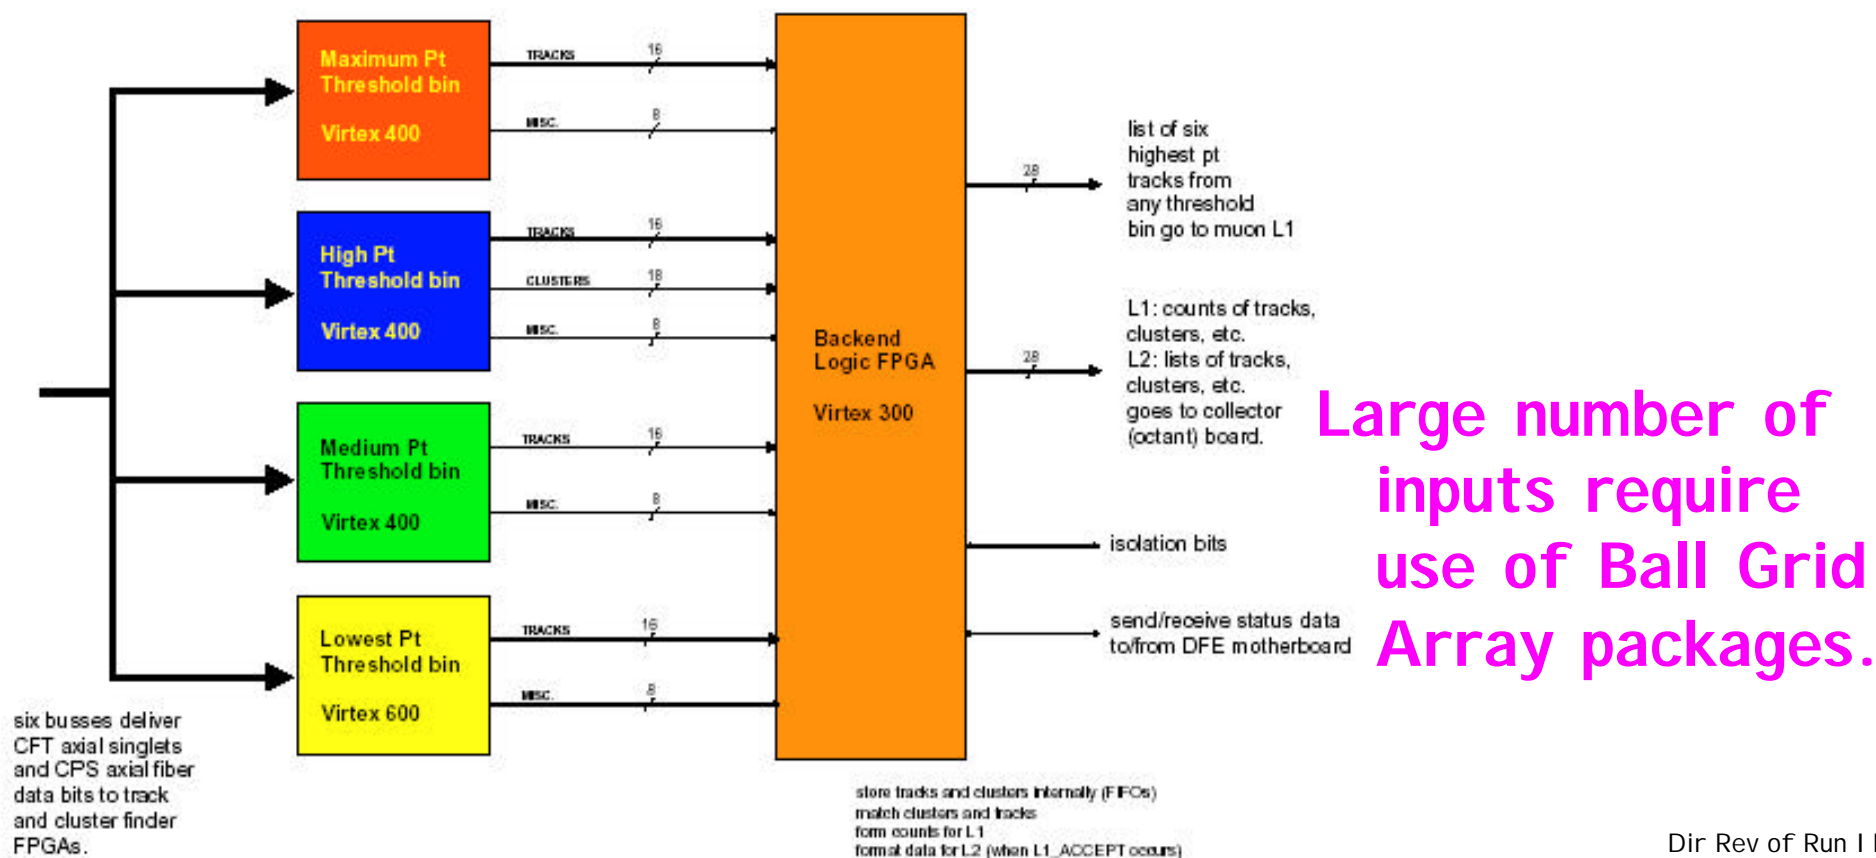 Maximum Pt
Threshold bin
Virtex 400
TRACKS
16
MISC.
8
High Pt
Threshold bin
Virtex 400
TRACKS
16
CLUSTERS
18
MISC.
8
Medium Pt
Threshold bin
Virtex 400
TRACKS
16
MISC.
8
Lowest Pt
Threshold bin
Virtex 600
TRACKS
16
MISC.
8
six busses deliver
CFT axial singlets
and CPS axial fiber
data bits to track
and cluster finder
FPGAs.
Backend
Logic FPGA
Virtex 300
store tracks and clusters internally (FIFOs)
match clusters and tracks
form counts for L1
format data for L2 (when L1_ACCEPT occurs)
28
list of six
highest pt
tracks from
any threshold
bin go to muon L1
28
L1: counts of tracks,
clusters, etc.
L2: lists of tracks,
clusters, etc.
goes to collector
(octant) board.
isolation bits
send/receive status data
to/from DFE motherboard
Large number of
inputs require
use of Ball Grid
Array packages.
Dir Rev of Run I